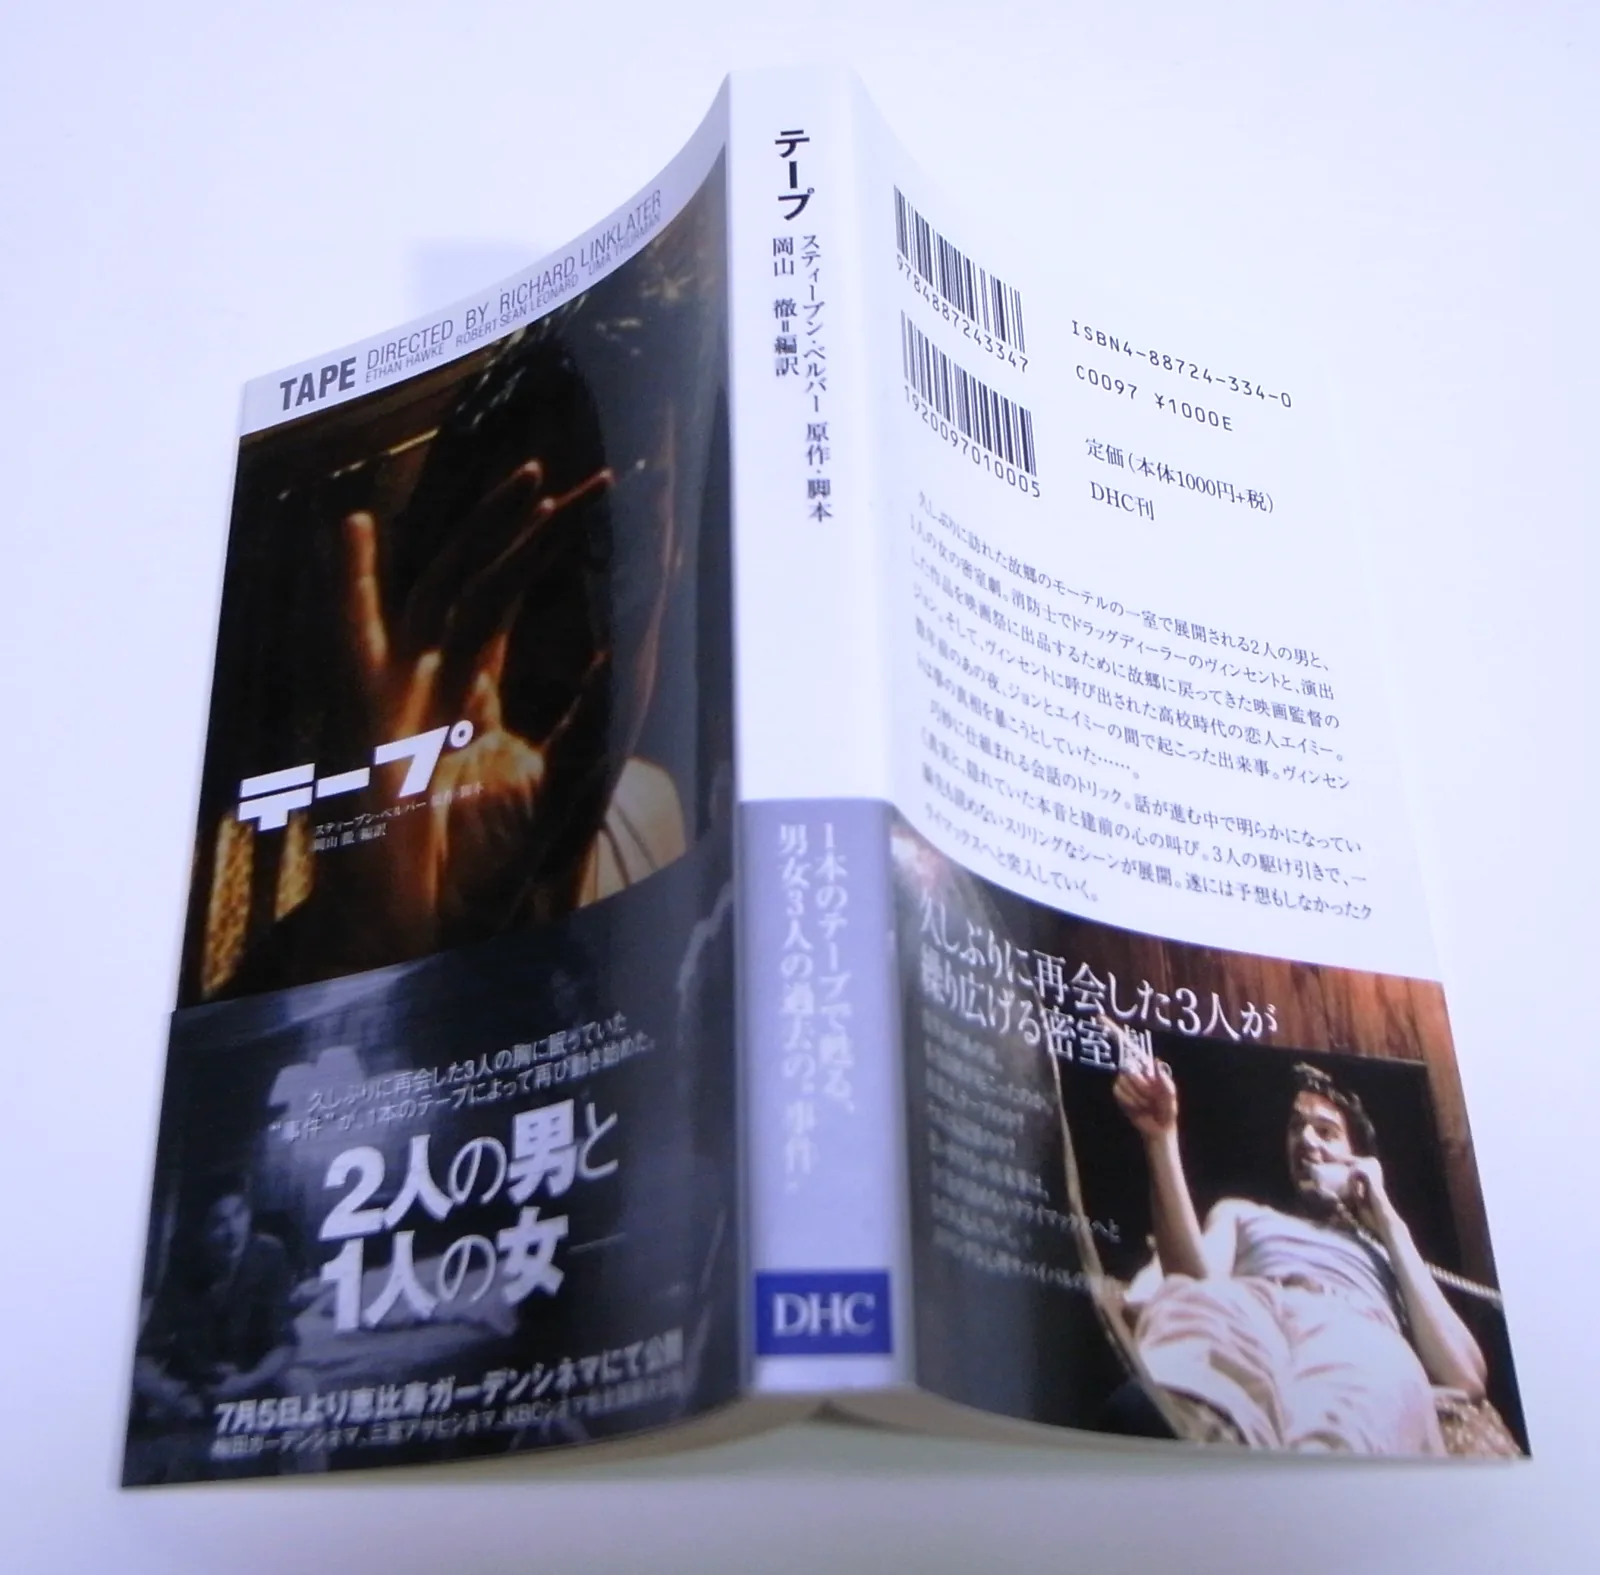 TAPE
DIRECTED BY RICHARD LINKLATER
ETHAN HAWKE ROBERT SEAN LEONARD UMA THURMAN
テープ
スティーブン・ベルバー 原作・脚本
岡山 徹 編訳
久しぶりに再会した3人の胸に眠っていた
“事件”が、1本のテープによって再び動き始めた。
2人の男と
1人の女
7月5日より恵比寿ガーデンシネマにて公開
テープ
スティーブン・ベルバー 原作・脚本
岡山 徹=編訳
1本のテープで甦る、
男女3人の過去の“事件”
DHC
9784887243347
1920097010005
ISBN4-88724-334-0
C0097 ¥1000E
定価(本体1000円+税)
DHC刊
久しぶりに訪れた故郷のモーテルの一室で展開される2人の男と、
1人の女の密室劇。消防士でドラッグディーラーのヴィンセントと、演出
した作品を映画祭に出品するために故郷に戻ってきた映画監督の
ジョン。そして、ヴィンセントに呼び出された高校時代の恋人エイミー。
数年前のあの夜、ジョンとエイミーの間で起こった出来事。ヴィンセン
トは事の真相を暴こうとしていた……。
巧妙に仕組まれる会話のトリック。話が進む中で明らかになってい
く真実と、隠れていた本音と建前の心の叫び。3人の駆け引きで、一
瞬先も読めないスリリングなシーンが展開。遂には予想もしなかったク
ライマックスへと突入していく。
久しぶりに再会した3人が
繰り広げる密室劇。